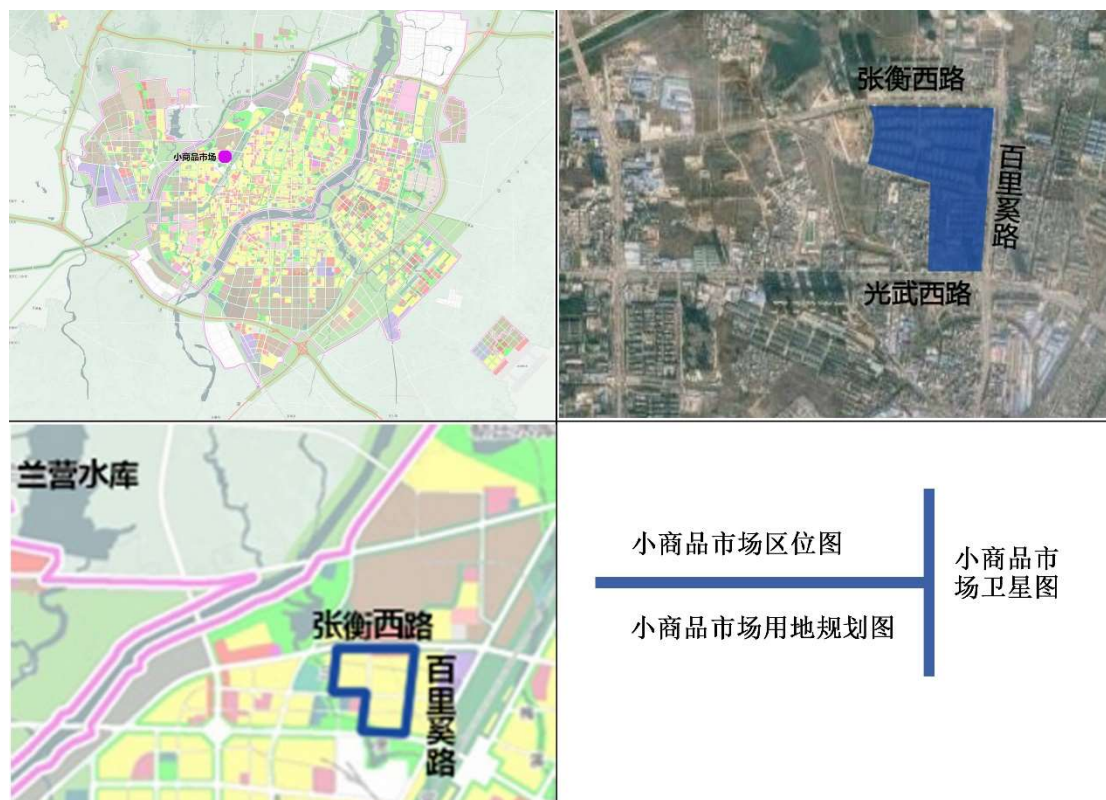 小商品市场
张衡西路
百里奚路
光武西路
兰营水库
张衡西路
百里奚路
小商品市场区位图
小商品市场用地规划图
小商品市
场卫星图